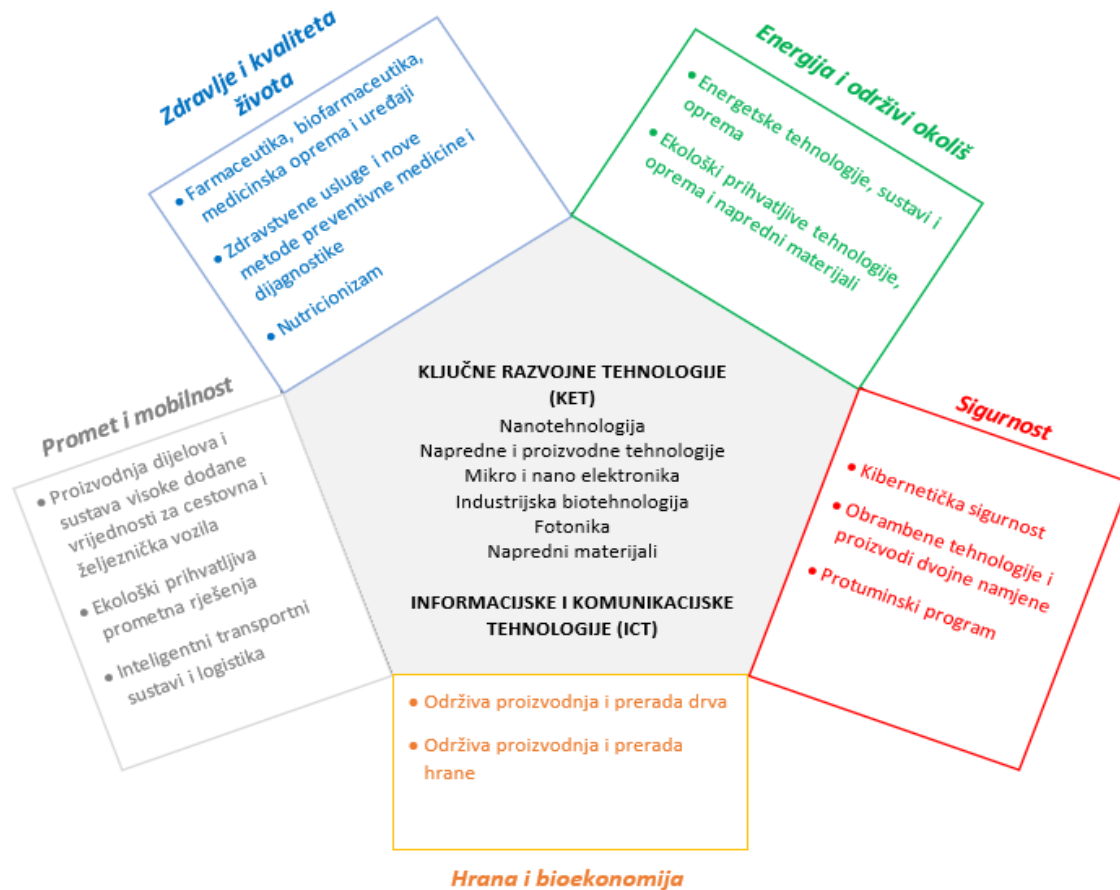 Zdravlje i kvaliteta
života
● Farmaceutika, biofarmaceutika,
medicinska oprema i uređaji
● Zdravstvene usluge i nove
metode preventivne medicine i
dijagnostike
● Nutricionizam
Energija i održivi okoliš
● Energetske tehnologije, sustavi i
oprema
● Ekološki prihvatljive tehnologije,
oprema i napredni materijali
Promet i mobilnost
● Proizvodnja dijelova i
sustava visoke dodane
vrijednosti za cestovna i
željeznička vozila
● Ekološki prihvatljiva
prometna rješenja
● Inteligentni transportni
sustavi i logistika
KLJUČNE RAZVOJNE TEHNOLOGIJE
(KET)
Nanotehnologija
Napredne i proizvodne tehnologije
Mikro i nano elektronika
Industrijska biotehnologija
Fotonika
Napredni materijali
INFORMACIJSKE I KOMUNIKACIJSKE
TEHNOLOGIJE (ICT)
Sigurnost
● Kibernetička sigurnost
● Obrambene tehnologije i
proizvodi dvojne namjene
● Protuminski program
● Održiva proizvodnja i prerada drva
● Održiva proizvodnja i prerada
hrane
Hrana i bioekonomija